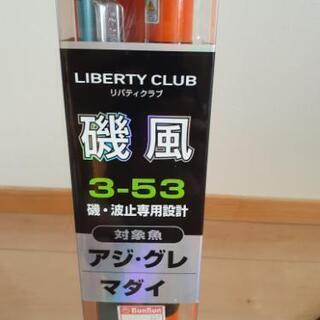 LIBERTY CLUB
リバティクラブ
磯風
3-53
磯・波止専用設計
対象魚
アジ・グレ
マダイ
BunBun